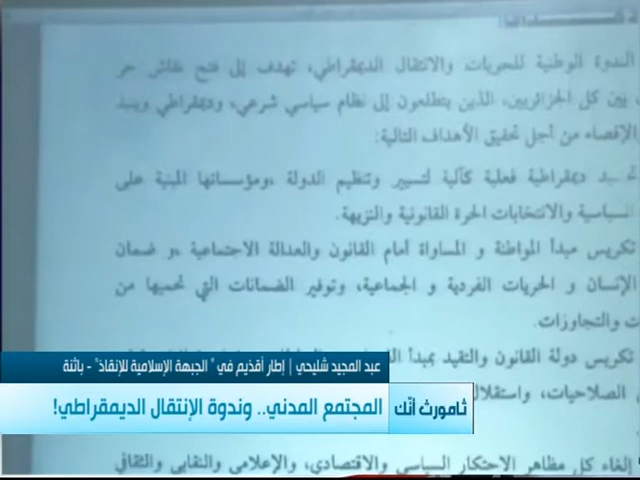 الندوة الوطنية للحريات والانتقال الديمقراطي، تهدف إلى فتح نقاش حر
بين كل الجزائريين، الذين يتطلعون إلى نظام سياسي شرعي، وديمقراطي
الإقصاء من أجل تحقيق الأهداف التالية:
ديمقراطية فعلية كآلية لتسيير وتنظيم الدولة ،ومؤسساتها المبنية على
السياسية والانتخابات الحرة القانونية والنزيهة.
تكريس مبدأ المواطنة و المساواة أمام القانون والعدالة الاجتماعية ،و ضمان
الإنسان و الحريات الفردية و الجماعية، وتوفير الضمانات التي تحميها من
والتجاوزات.
تكريس دولة القانون والتقيد بمبدأ
الصلاحيات، واستقلال
عبد المجيد شليحي | إطار أقذيم في " الجبهة الإسلامية للإنقاذ" - باثنة
ثامورث أنّك
المجتمع المدني.. وندوة الإنتقال الديمقراطي!
إلغاء كل مظاهر الاحتكار السياسي والاقتصادي، والإعلامي والنقابي والثقافي